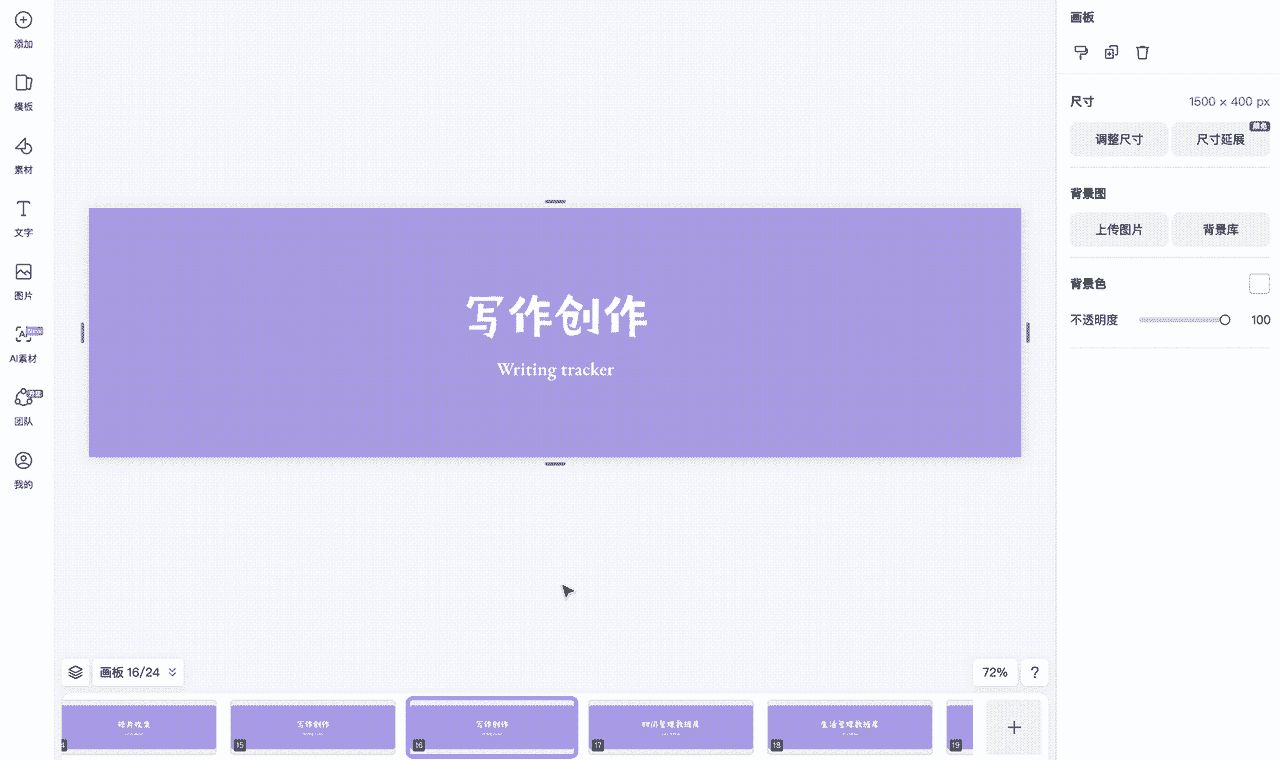 添加
模板
素材
文字
图片
New
AI素材
团队
我的
写作创作
Writing tracker
画板 16/24
72%
?
写作创作
15
写作创作
16
时间管理数据库
17
生活管理数据库
18
19
画板
尺寸
1500 × 400 px
调整尺寸
尺寸延展
背景图
上传图片
背景库
背景色
不透明度
100